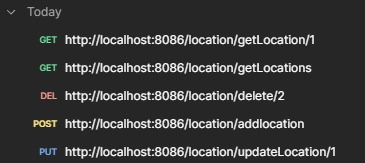 Today
GET http://localhost:8086/location/getLocation/1
GET http://localhost:8086/location/getLocations
DEL http://localhost:8086/location/delete/2
POST http://localhost:8086/location/addlocation
PUT http://localhost:8086/location/updateLocation/1